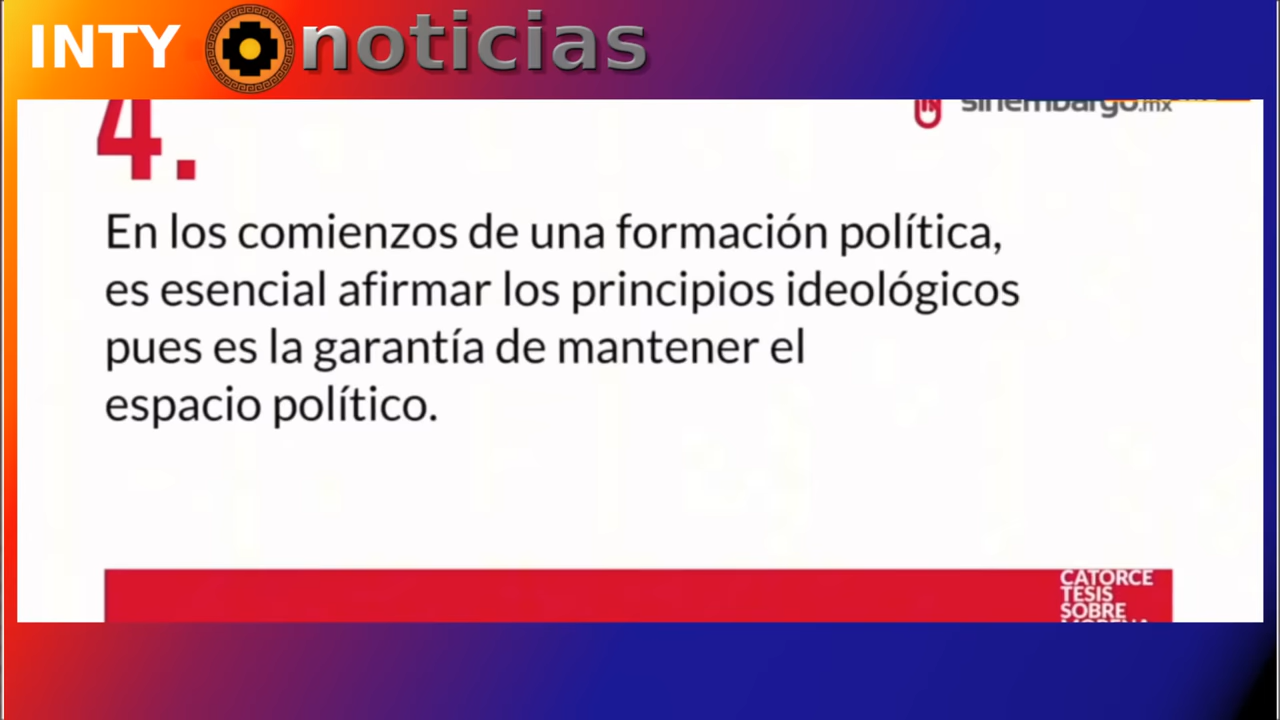 INTY noticias
4.
sinembargo.mx
En los comienzos de una formación política,
es esencial afirmar los principios ideológicos
pues es la garantía de mantener el
espacio político.
CATORCE
TESIS
SOBRE
MORENA